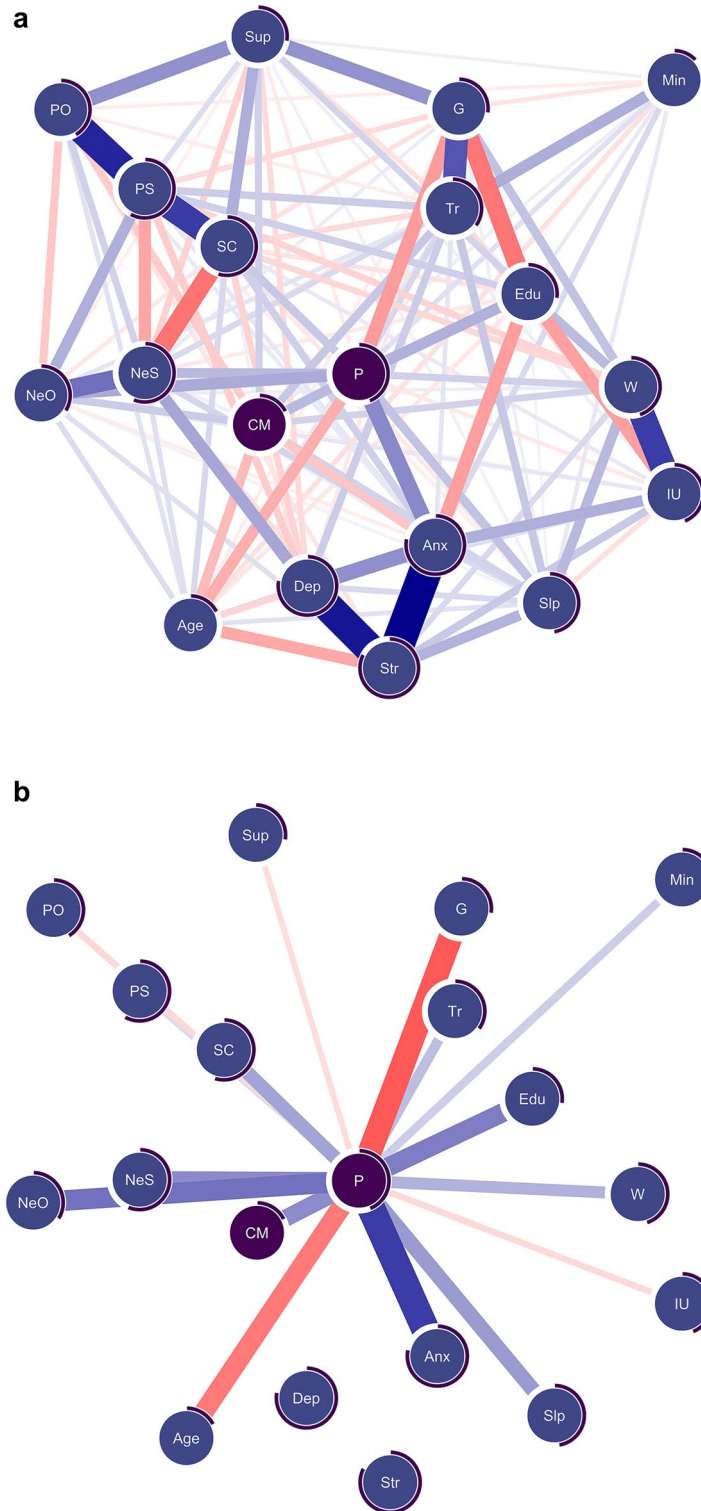 a
Sup
PO
G
Min
PS
Tr
SC
Edu
NeO
NeS
P
W
CM
IU
Anx
Dep
Slp
Age
Str
b
Sup
Min
PO
G
PS
Tr
SC
Edu
NeO
NeS
P
W
CM
IU
Anx
Dep
Slp
Age
Str